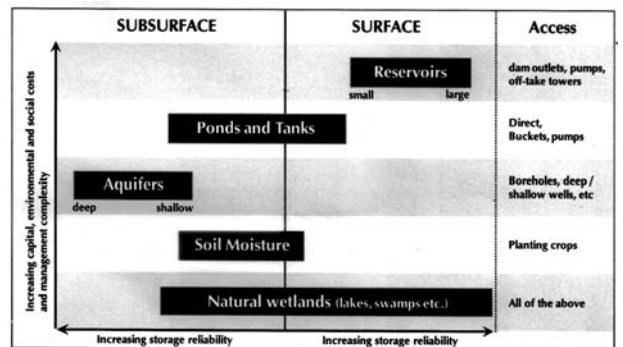 SUBSURFACE SURFACE Access
Increasing capital, environmental and social costs
and management complexity
Reservoirs
small large
dam outlets, pumps,
off-take towers
Ponds and Tanks
Direct,
Buckets, pumps
Aquifers
deep shallow
Boreholes, deep /
shallow wells, etc
Soil Moisture
Planting crops
Natural wetlands (lakes, swamps etc.)
All of the above
Increasing storage reliability Increasing storage reliability